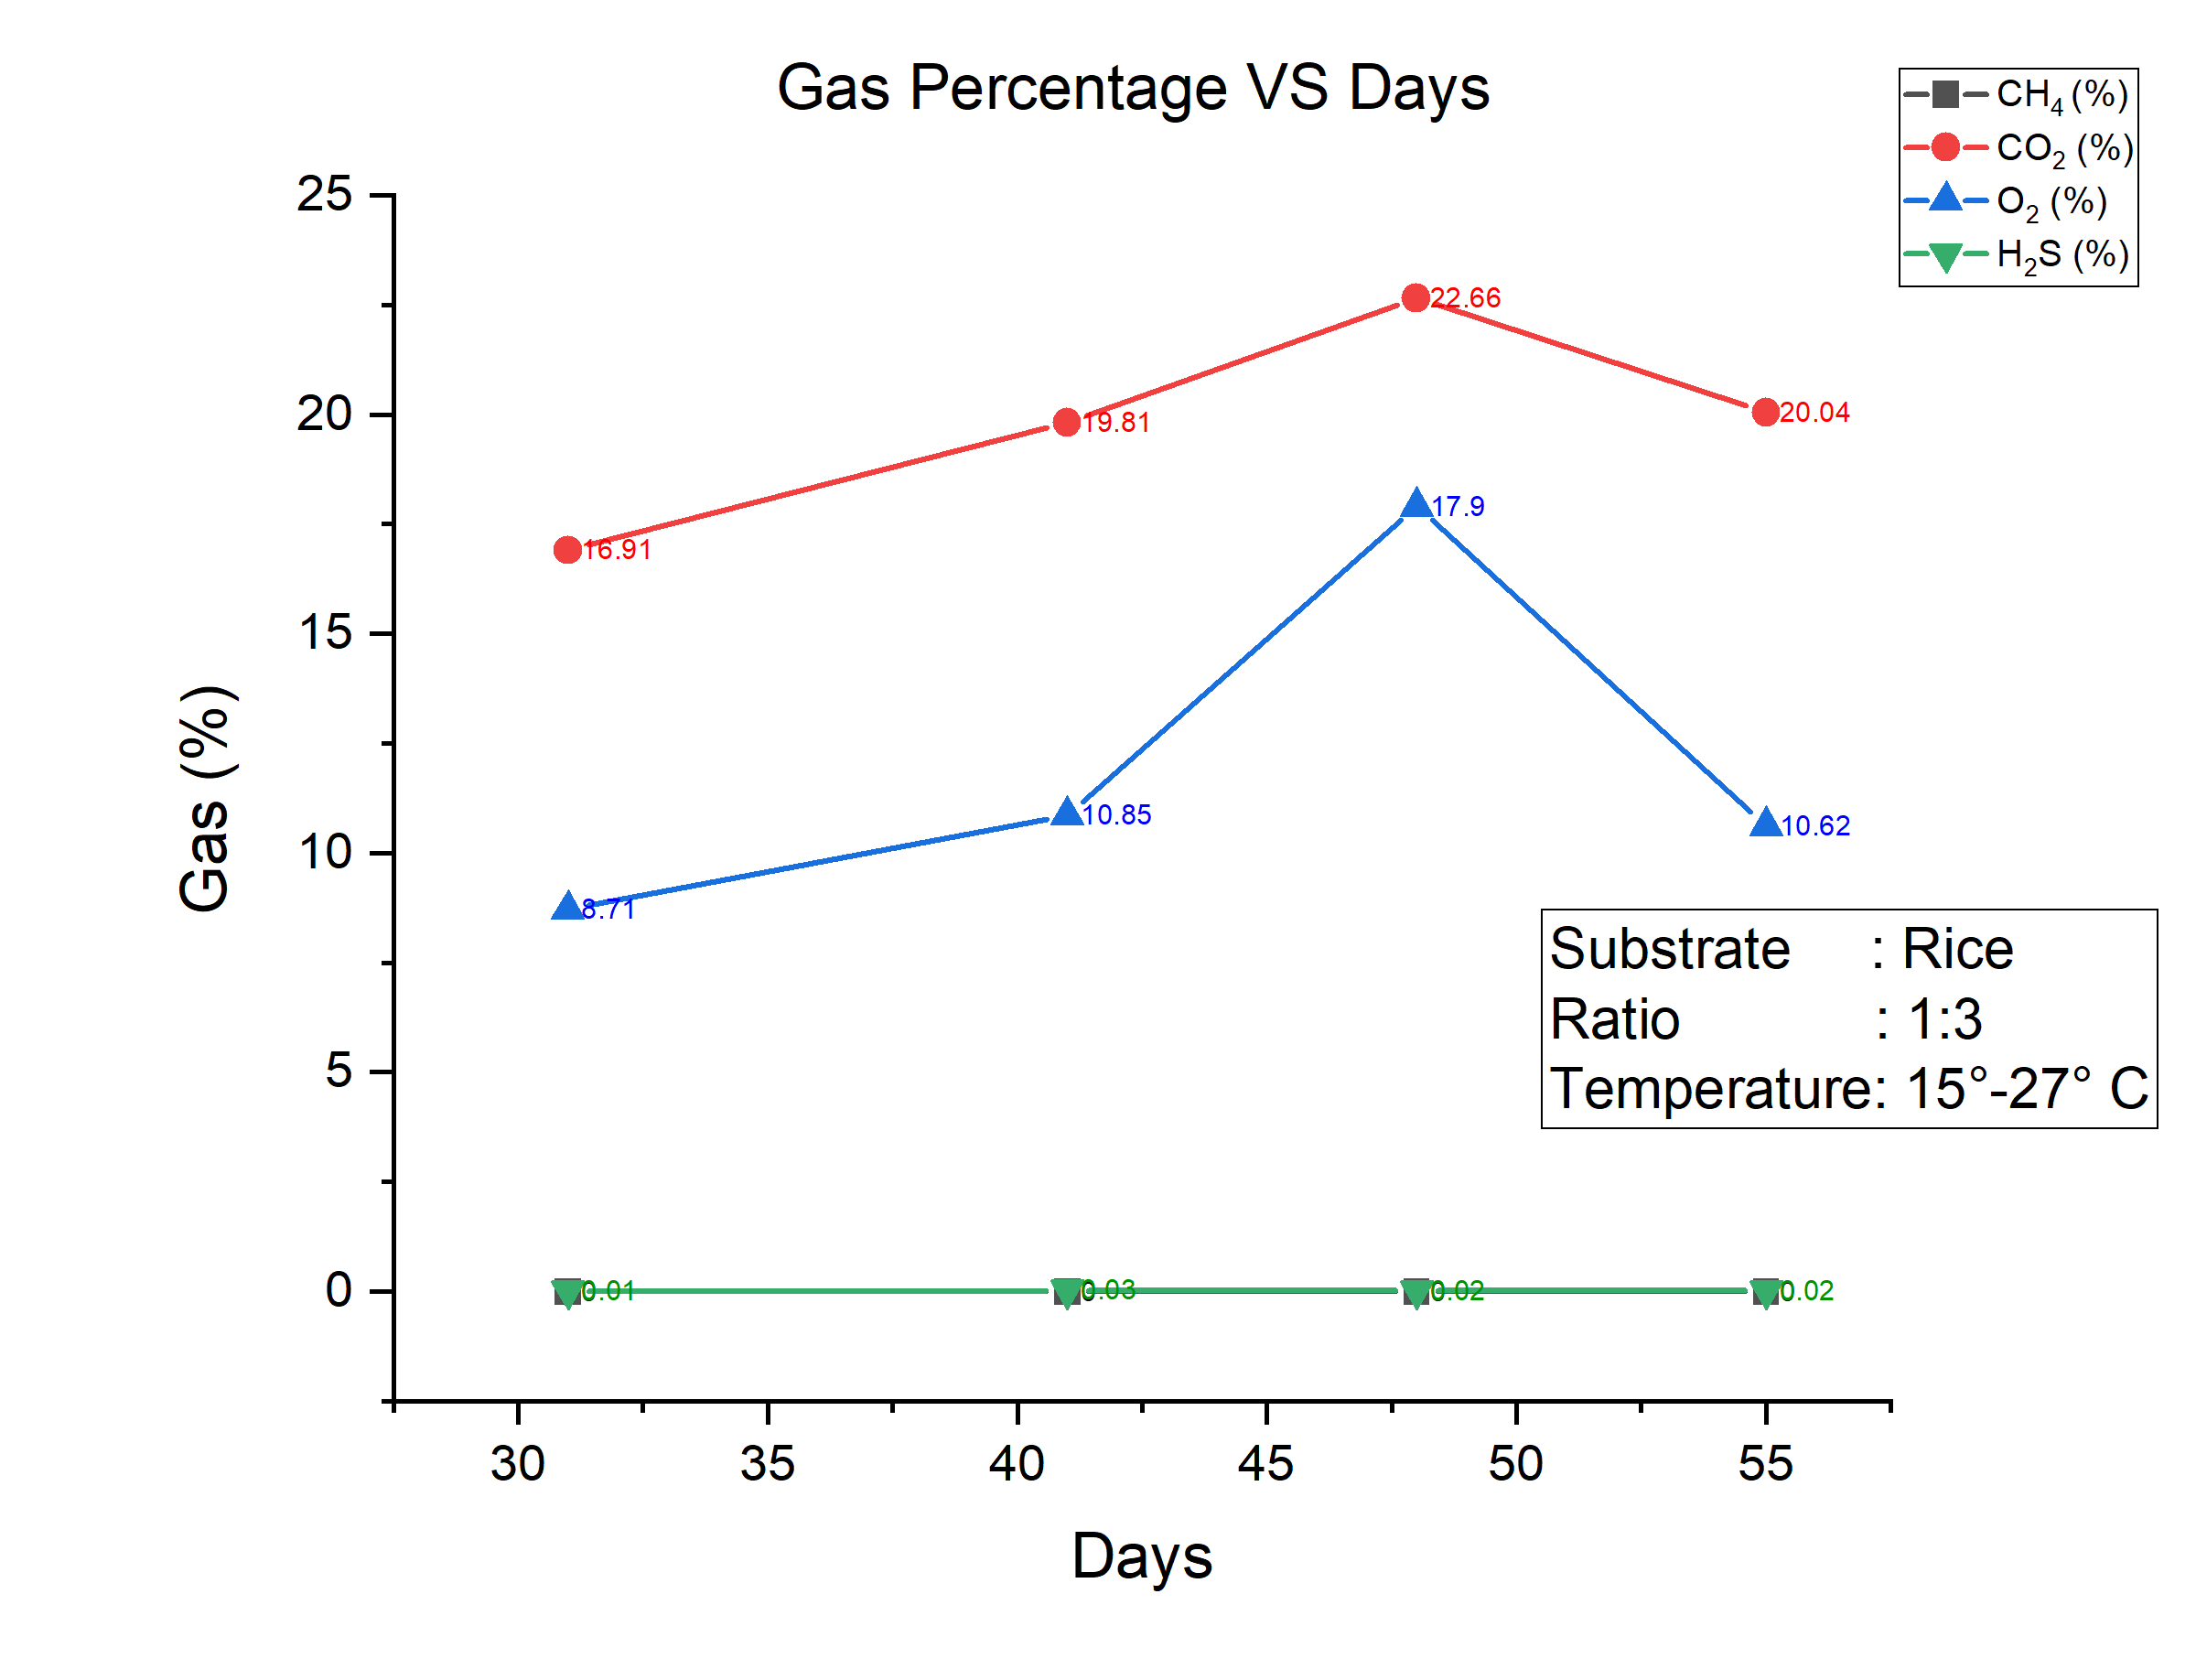 Gas Percentage VS Days
CH4 (%)
CO2 (%)
O2 (%)
H2S (%)
25
20
15
10
5
0
Gas (%)
22.66
19.81
20.04
16.91
17.9
10.85
10.62
8.71
0.01
0.03
0.02
0.02
Substrate : Rice
Ratio : 1:3
Temperature: 15°-27° C
30 35 40 45 50 55
Days